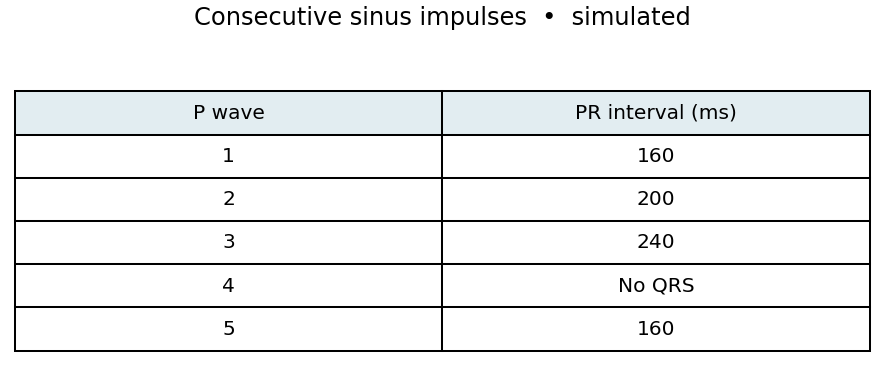 Consecutive sinus impulses • simulated
P wave PR interval (ms)
1 160
2 200
3 240
4 No QRS
5 160